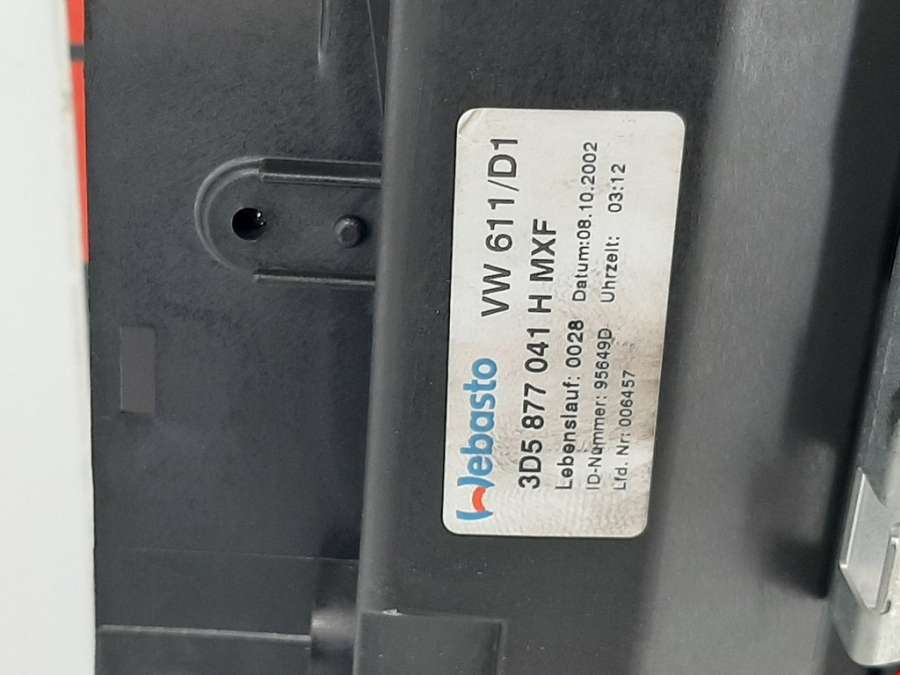 Webasto VW 611/D1
3D5 877 041 H MXF
Lebenslauf: 0028 Datum:08.10.2002
ID-Nummer: 95649D Uhrzeit: 03:12
Lfd. Nr: 006457